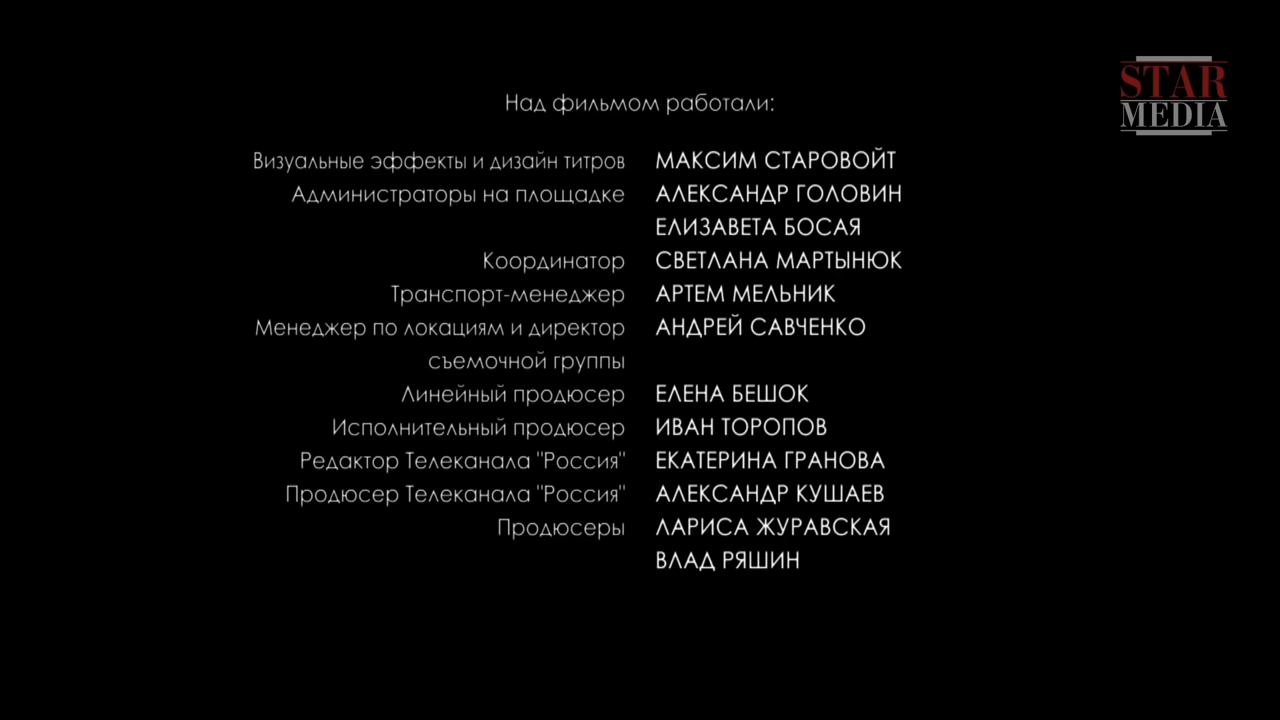 STAR
MEDIA
Над фильмом работали:
Визуальные эффекты и дизайн титров МАКСИМ СТАРОВОЙТ
Администраторы на площадке АЛЕКСАНДР ГОЛОВИН
ЕЛИЗАВЕТА БОСАЯ
Координатор СВЕТЛАНА МАРТЫНЮК
Транспорт-менеджер АРТЕМ МЕЛЬНИК
Менеджер по локациям и директор АНДРЕЙ САВЧЕНКО
съемочной группы
Линейный продюсер ЕЛЕНА БЕШОК
Исполнительный продюсер ИВАН ТОРОПОВ
Редактор Телеканала "Россия" ЕКАТЕРИНА ГРАНОВА
Продюсер Телеканала "Россия" АЛЕКСАНДР КУШАЕВ
Продюсеры ЛАРИСА ЖУРАВСКАЯ
ВЛАД РЯШИН